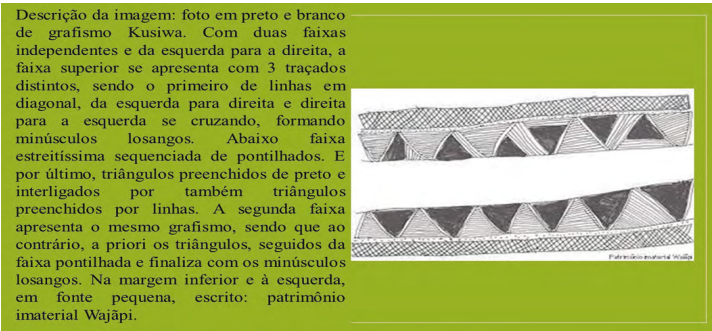 Descrição da imagem: foto em preto e branco
de grafismo Kusiwa. Com duas faixas
independentes e da esquerda para a direita, a
faixa superior se apresenta com 3 traçados
distintos, sendo o primeiro de linhas em
diagonal, da esquerda para direita e direita
para a esquerda se cruzando, formando
minúsculos losangos. Abaixo faixa
estreitíssima sequenciada de pontilhados. E
por último, triângulos preenchidos de preto e
interligados por também triângulos
preenchidos por linhas. A segunda faixa
apresenta o mesmo grafismo, sendo que ao
contrário, a priori os triângulos, seguidos da
faixa pontilhada e finaliza com os minúsculos
losangos. Na margem inferior e à esquerda,
em fonte pequena, escrito: patrimônio
imaterial Wajãpi.
Patrimônio imaterial Wajãpi